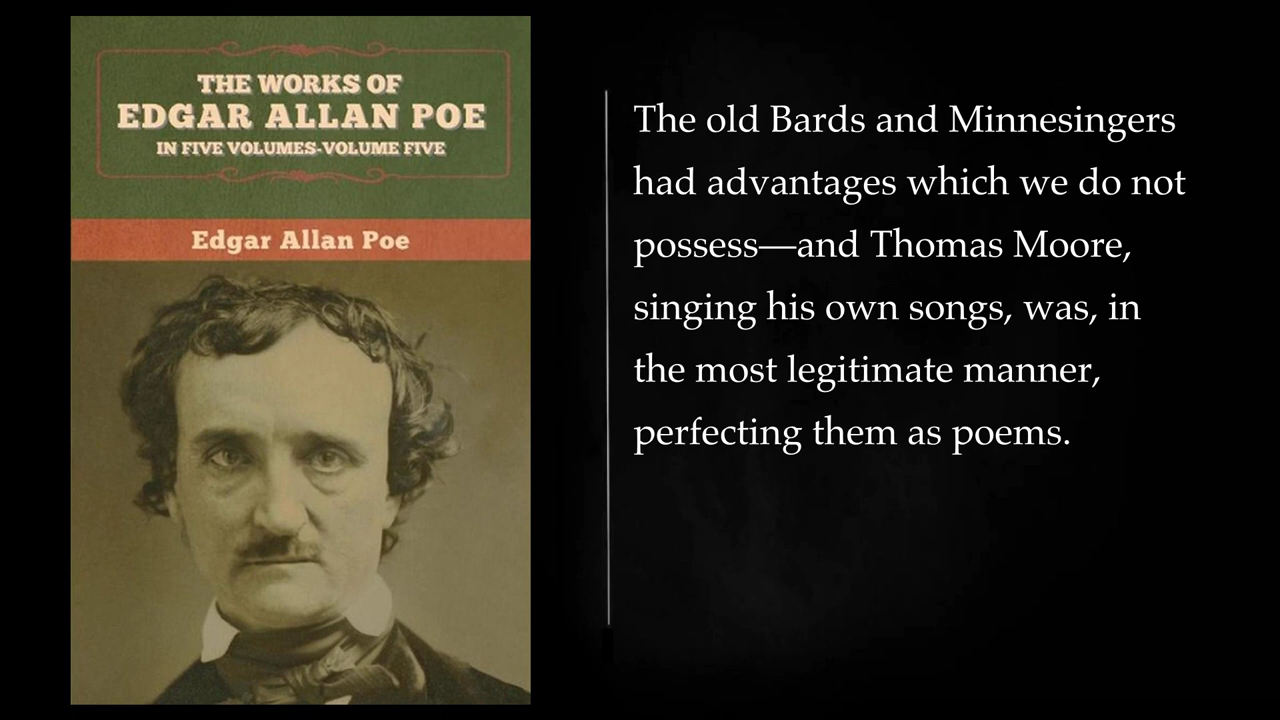 THE WORKS OF
EDGAR ALLAN POE
IN FIVE VOLUMES-VOLUME FIVE
Edgar Allan Poe
The old Bards and Minnesingers
had advantages which we do not
possess—and Thomas Moore,
singing his own songs, was, in
the most legitimate manner,
perfecting them as poems.